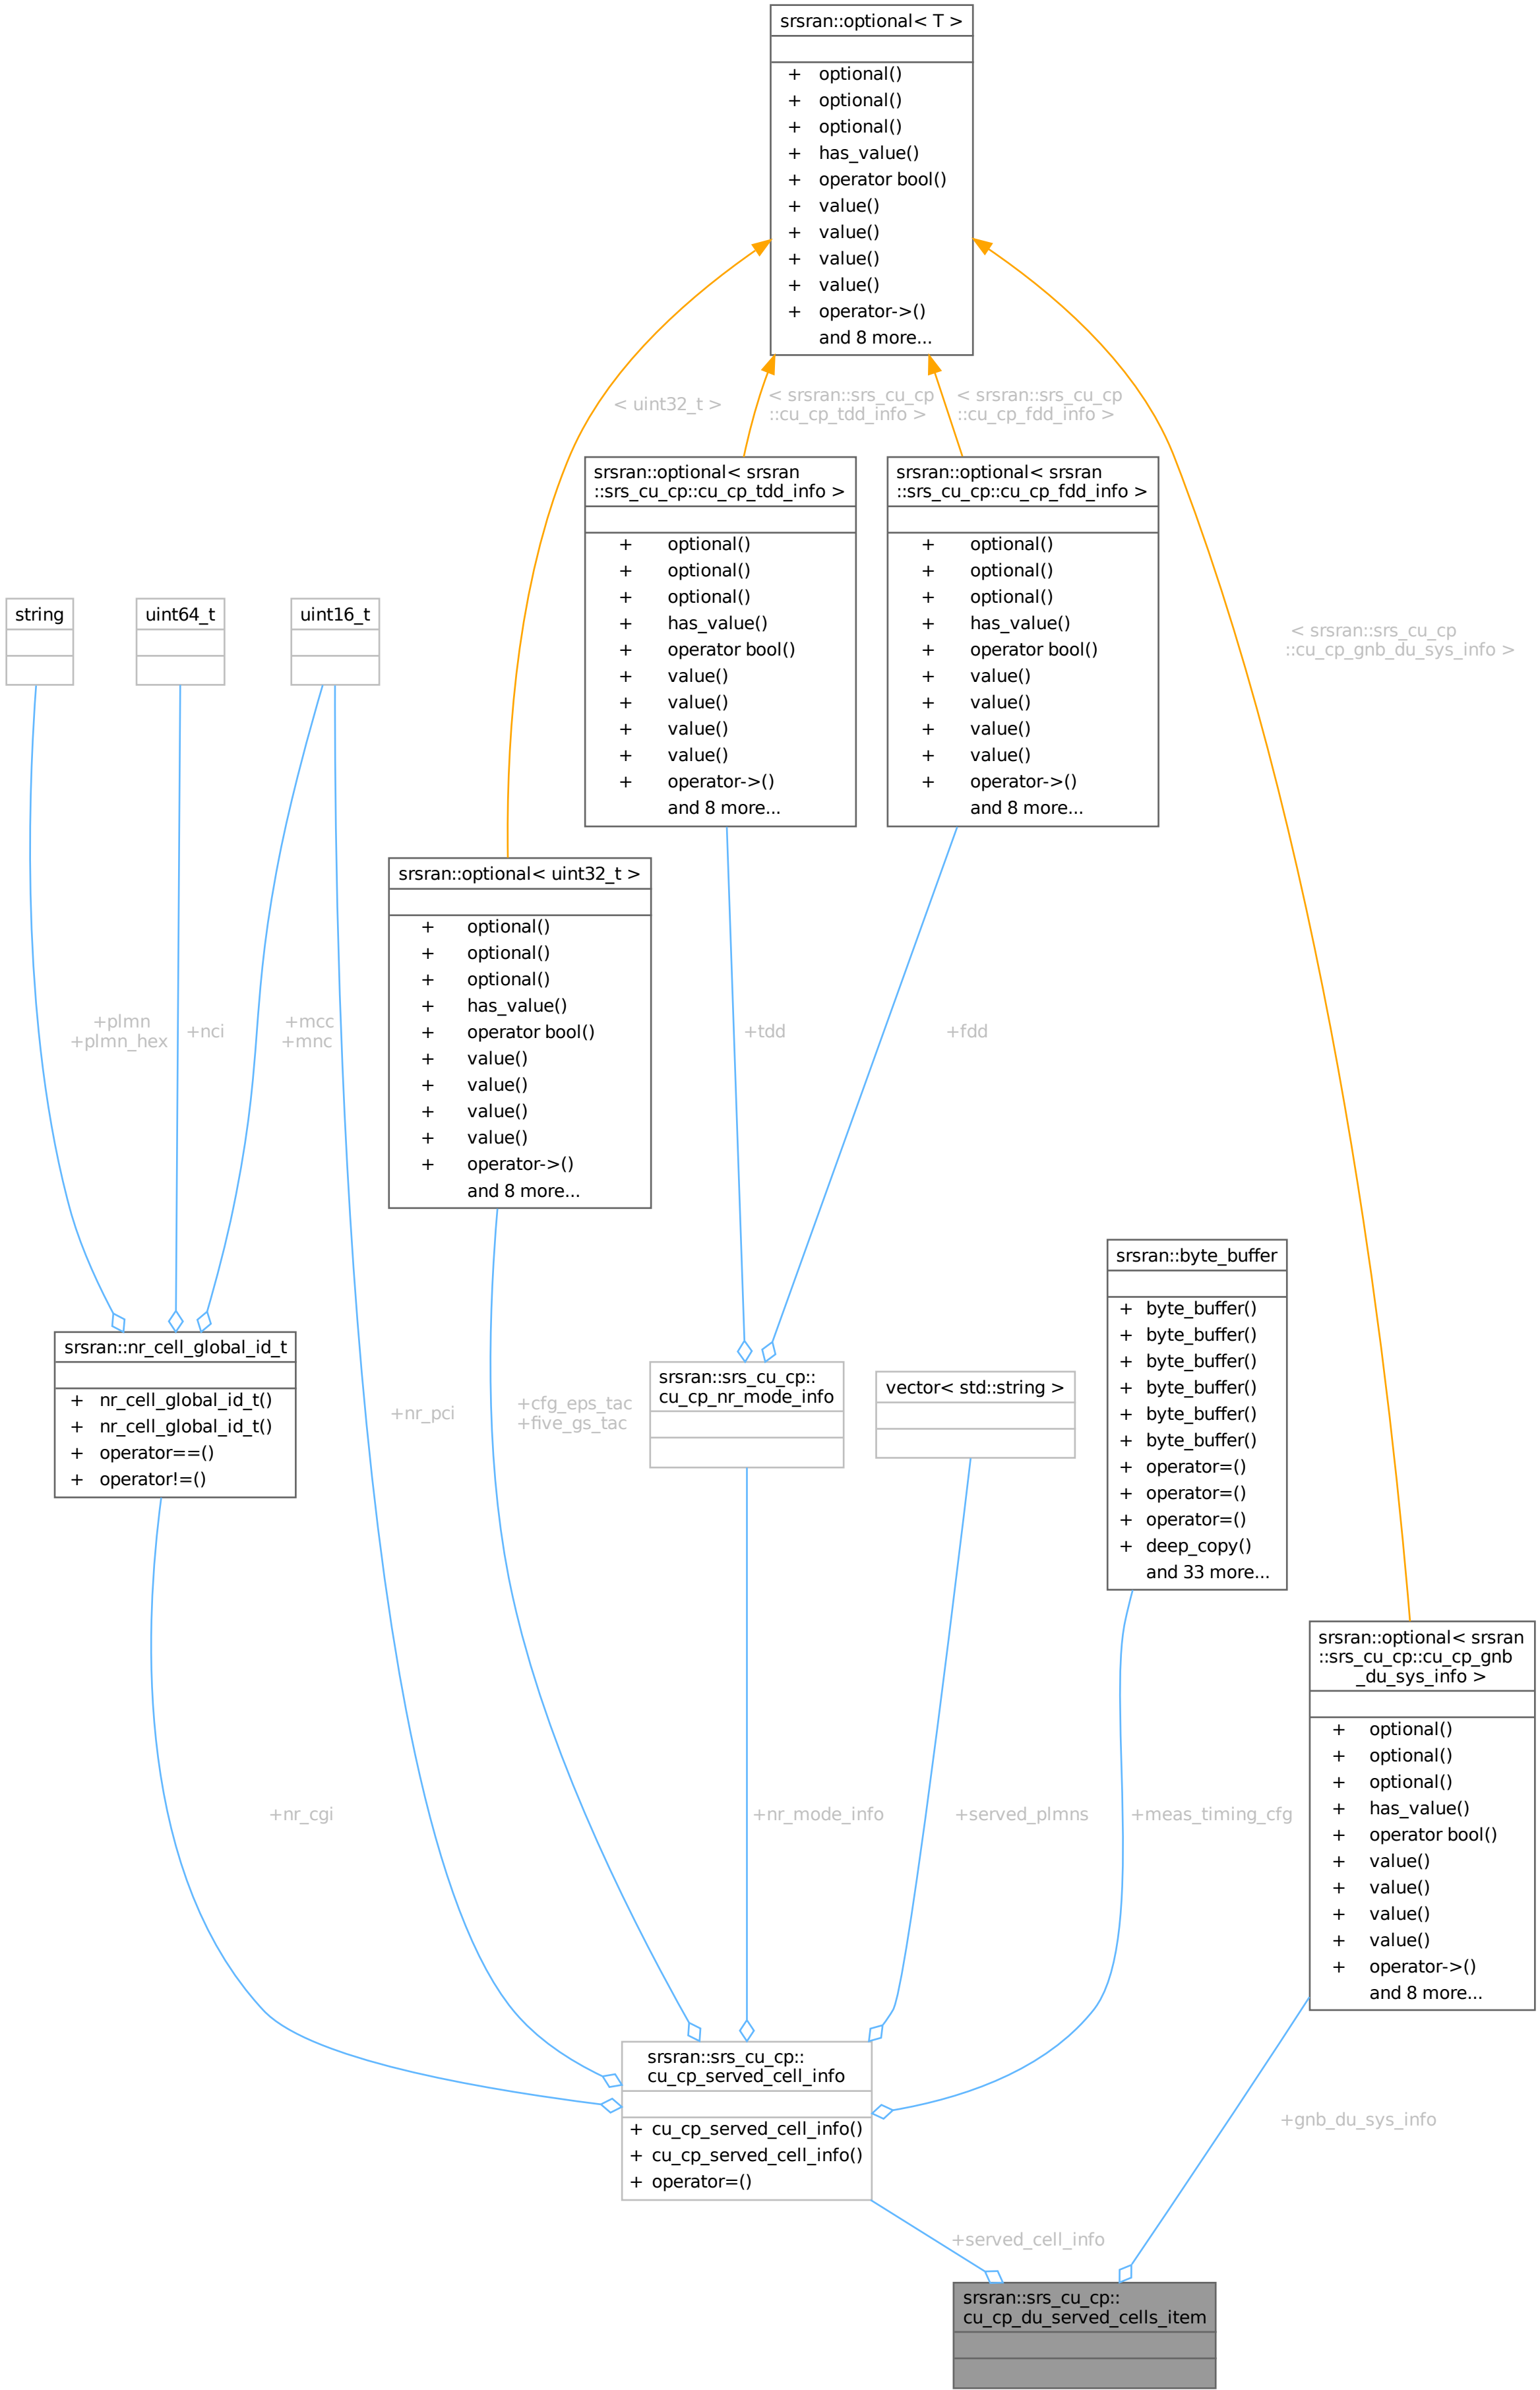 srsran::optional< T >
+ optional()
+ optional()
+ optional()
+ has_value()
+ operator bool()
+ value()
+ value()
+ value()
+ value()
+ operator->()
and 8 more...
< uint32_t >
< srsran::srs_cu_cp
::cu_cp_tdd_info >
< srsran::srs_cu_cp
::cu_cp_fdd_info >
srsran::optional< srsran
::srs_cu_cp::cu_cp_tdd_info >
+ optional()
+ optional()
+ optional()
+ has_value()
+ operator bool()
+ value()
+ value()
+ value()
+ value()
+ operator->()
and 8 more...
srsran::optional< srsran
::srs_cu_cp::cu_cp_fdd_info >
+ optional()
+ optional()
+ optional()
+ has_value()
+ operator bool()
+ value()
+ value()
+ value()
+ value()
+ operator->()
and 8 more...
< srsran::srs_cu_cp
::cu_cp_gnb_du_sys_info >
string
uint64_t
uint16_t
srsran::optional< uint32_t >
+ optional()
+ optional()
+ optional()
+ has_value()
+ operator bool()
+ value()
+ value()
+ value()
+ value()
+ operator->()
and 8 more...
+plmn
+plmn_hex
+nci
+mcc
+mnc
+tdd
+fdd
srsran::nr_cell_global_id_t
+ nr_cell_global_id_t()
+ nr_cell_global_id_t()
+ operator==()
+ operator!=()
+nr_pci
+cfg_eps_tac
+five_gs_tac
srsran::srs_cu_cp::
cu_cp_nr_mode_info
vector< std::string >
srsran::byte_buffer
+ byte_buffer()
+ byte_buffer()
+ byte_buffer()
+ byte_buffer()
+ byte_buffer()
+ byte_buffer()
+ operator=()
+ operator=()
+ operator=()
+ deep_copy()
and 33 more...
srsran::optional< srsran
::srs_cu_cp::cu_cp_gnb
_du_sys_info >
+ optional()
+ optional()
+ optional()
+ has_value()
+ operator bool()
+ value()
+ value()
+ value()
+ value()
+ operator->()
and 8 more...
+nr_cgi
+nr_mode_info
+served_plmns
+meas_timing_cfg
srsran::srs_cu_cp::
cu_cp_served_cell_info
+ cu_cp_served_cell_info()
+ cu_cp_served_cell_info()
+ operator=()
+gnb_du_sys_info
+served_cell_info
srsran::srs_cu_cp::
cu_cp_du_served_cells_item